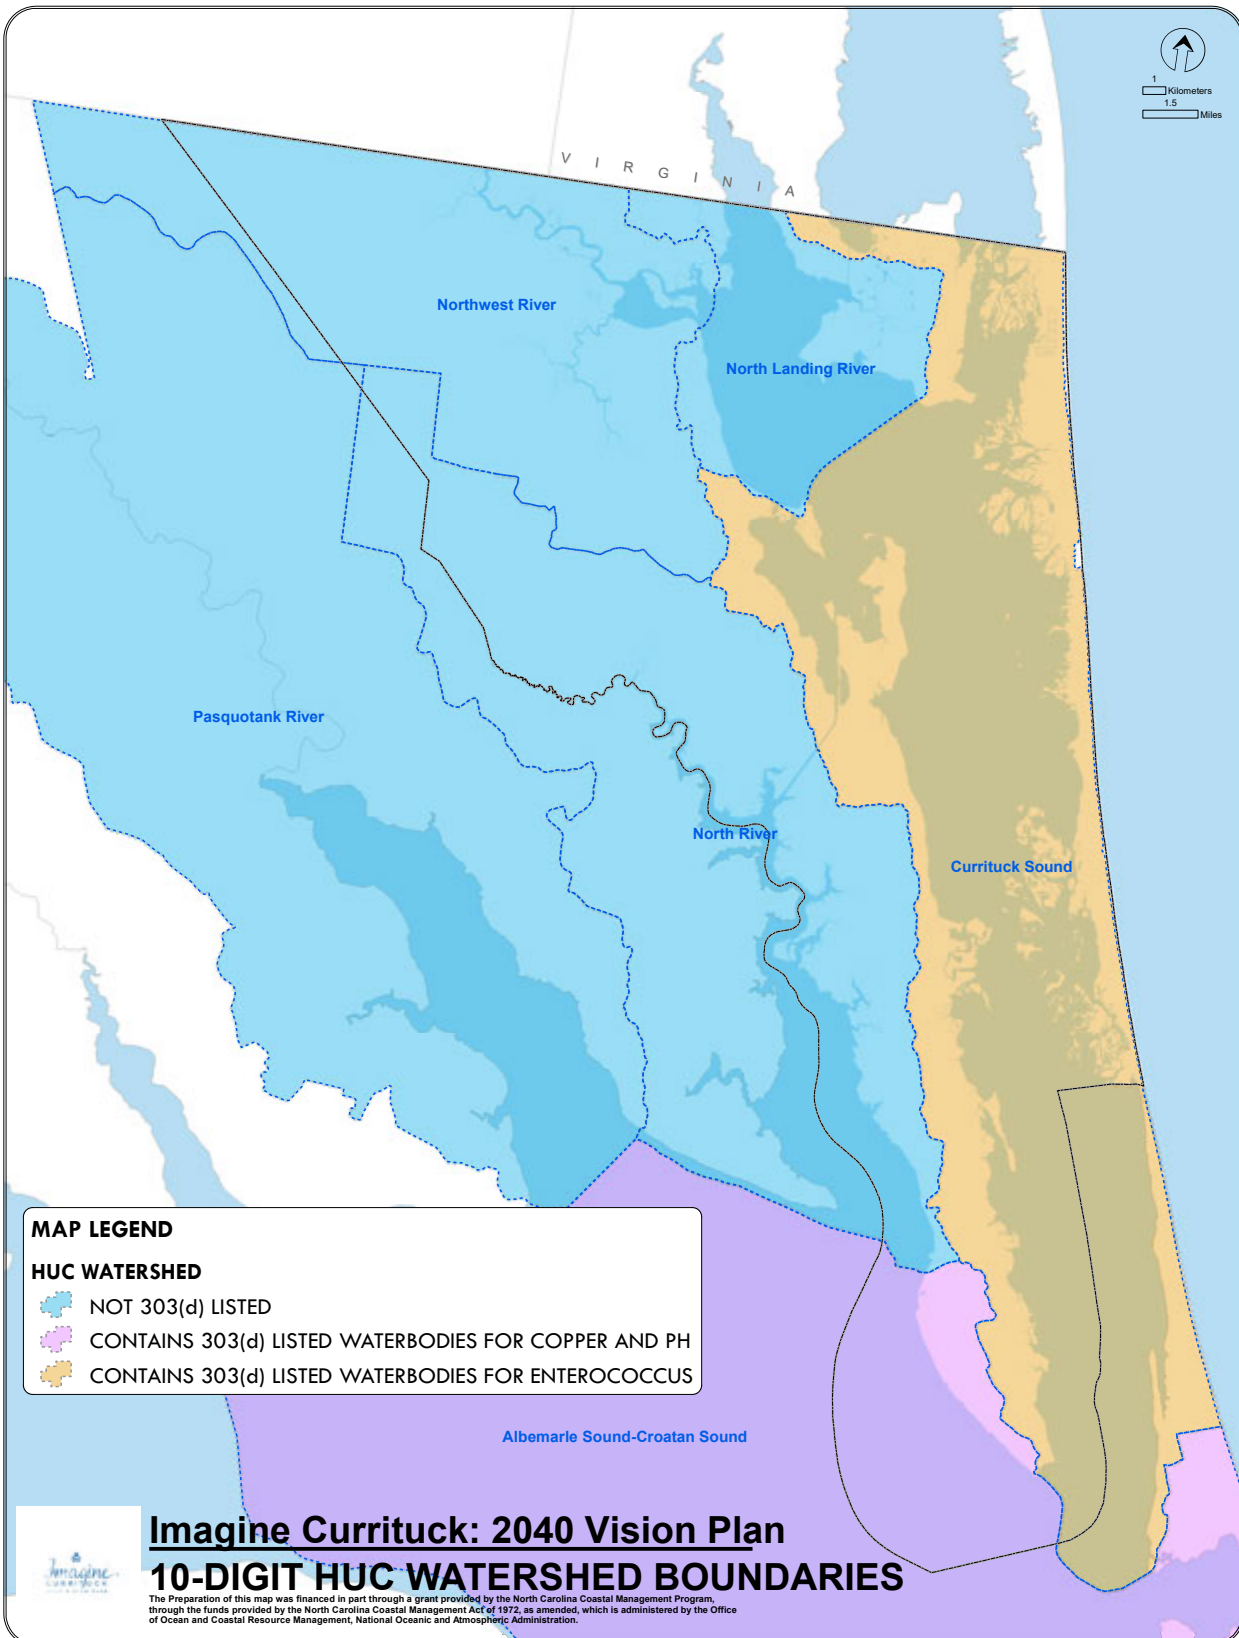 1
Kilometers
1.5
Miles
VIRGINIA
Northwest River
North Landing River
Pasquotank River
North River
Currituck Sound
MAP LEGEND
HUC WATERSHED
NOT 303(d) LISTED
CONTAINS 303(d) LISTED WATERBODIES FOR COPPER AND PH
CONTAINS 303(d) LISTED WATERBODIES FOR ENTEROCOCCUS
Albemarle Sound-Croatan Sound
Imagine
CURRITUCK
Imagine Currituck: 2040 Vision Plan
10-DIGIT HUC WATERSHED BOUNDARIES
The Preparation of this map was financed in part through a grant provided by the North Carolina Coastal Management Program,
through the funds provided by the North Carolina Coastal Management Act of 1972, as amended, which is administered by the Office
of Ocean and Coastal Resource Management, National Oceanic and Atmospheric Administration.